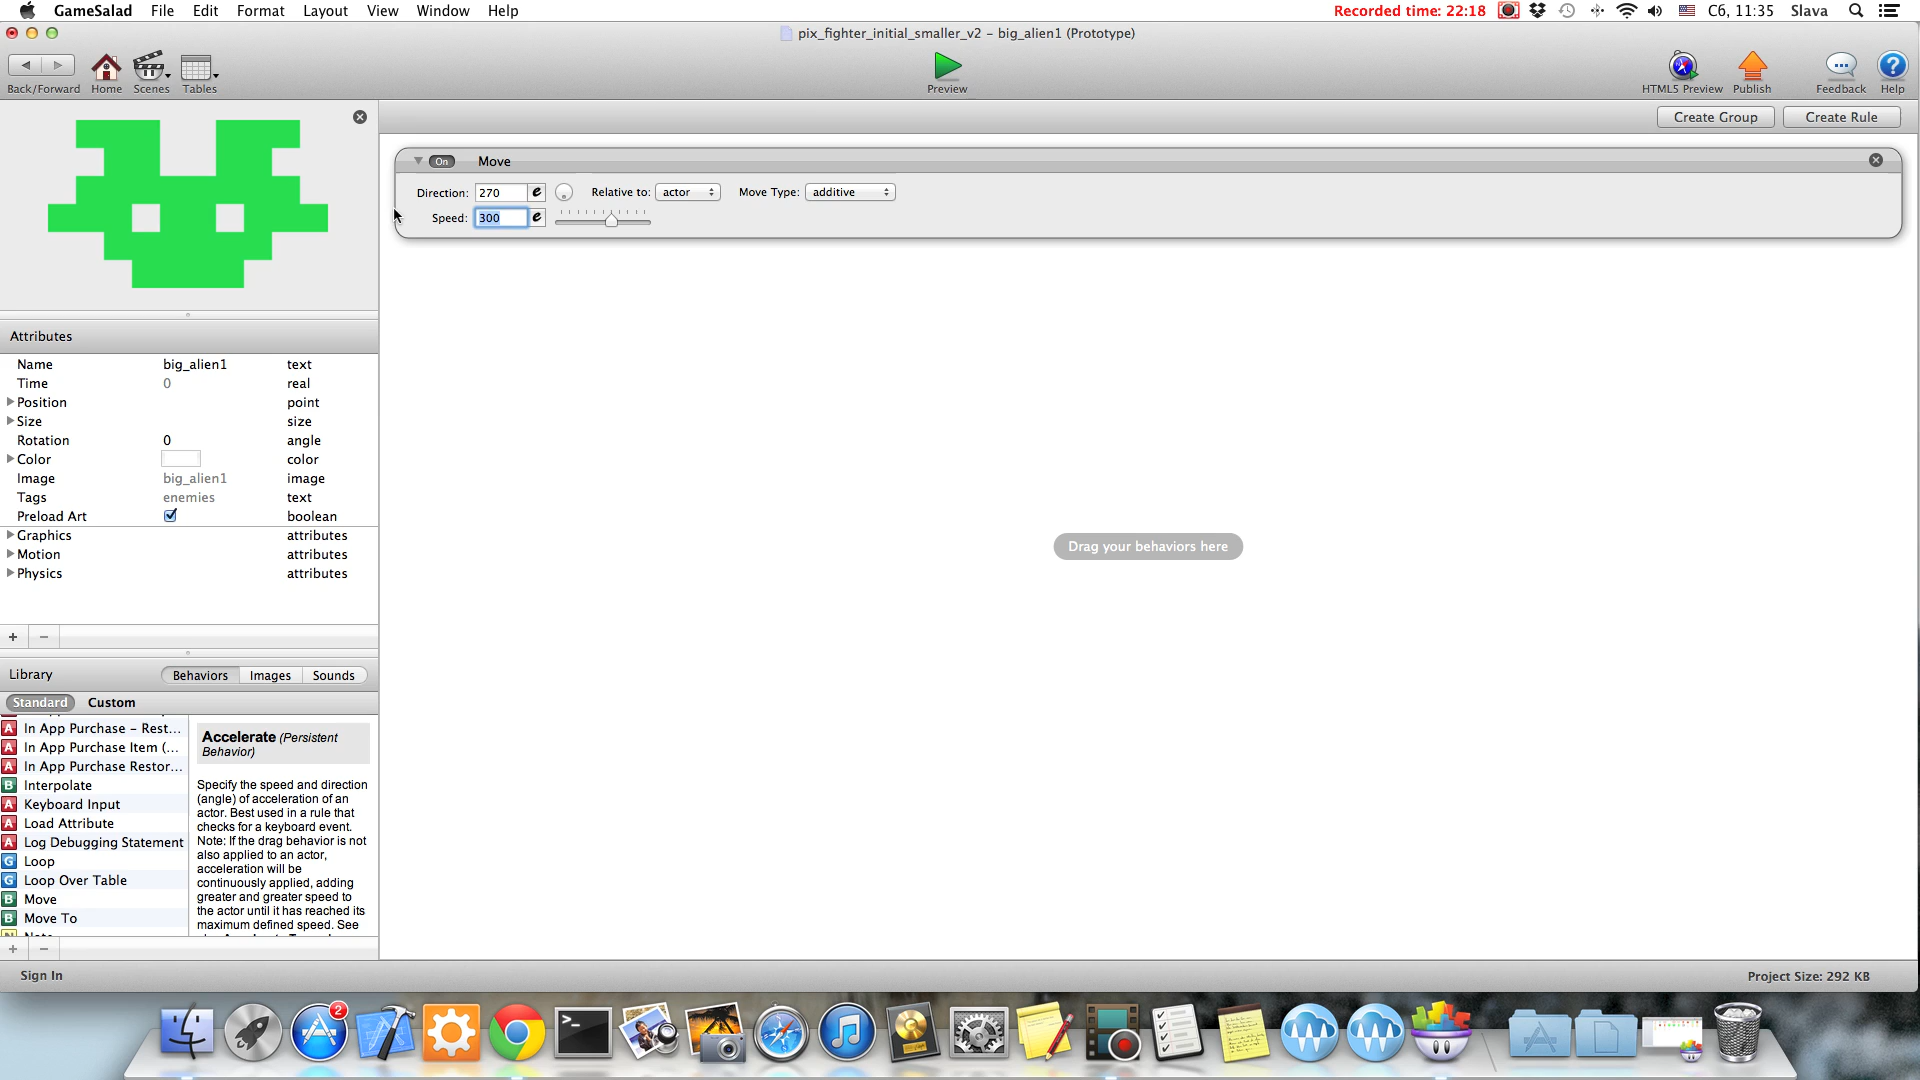 GameSalad File Edit Format Layout View Window Help Recorded time: 22:18 С6, 11:35 Slava
pix_fighter_initial_smaller_v2 – big_alien1 (Prototype)
Back/Forward Home Scenes Tables Preview HTML5 Preview Publish Feedback Help
Create Group Create Rule
On Move
Direction: 270 e Relative to: actor Move Type: additive
Speed: 300 e
Drag your behaviors here
Attributes
Name big_alien1 text
Time 0 real
Position point
Size size
Rotation 0 angle
Color color
Image big_alien1 image
Tags enemies text
Preload Art boolean
Graphics attributes
Motion attributes
Physics attributes
+ −
Library Behaviors Images Sounds
Standard Custom
A In App Purchase – Rest...
A In App Purchase Item (...
A In App Purchase Restor...
B Interpolate
A Keyboard Input
A Load Attribute
A Log Debugging Statement
G Loop
G Loop Over Table
B Move
B Move To
Accelerate (Persistent
Behavior)
Specify the speed and direction
(angle) of acceleration of an
actor. Best used in a rule that
checks for a keyboard event.
Note: If the drag behavior is not
also applied to an actor,
acceleration will be
continuously applied, adding
greater and greater speed to
the actor until it has reached its
maximum defined speed. See
+ −
Sign In Project Size: 292 KB
2